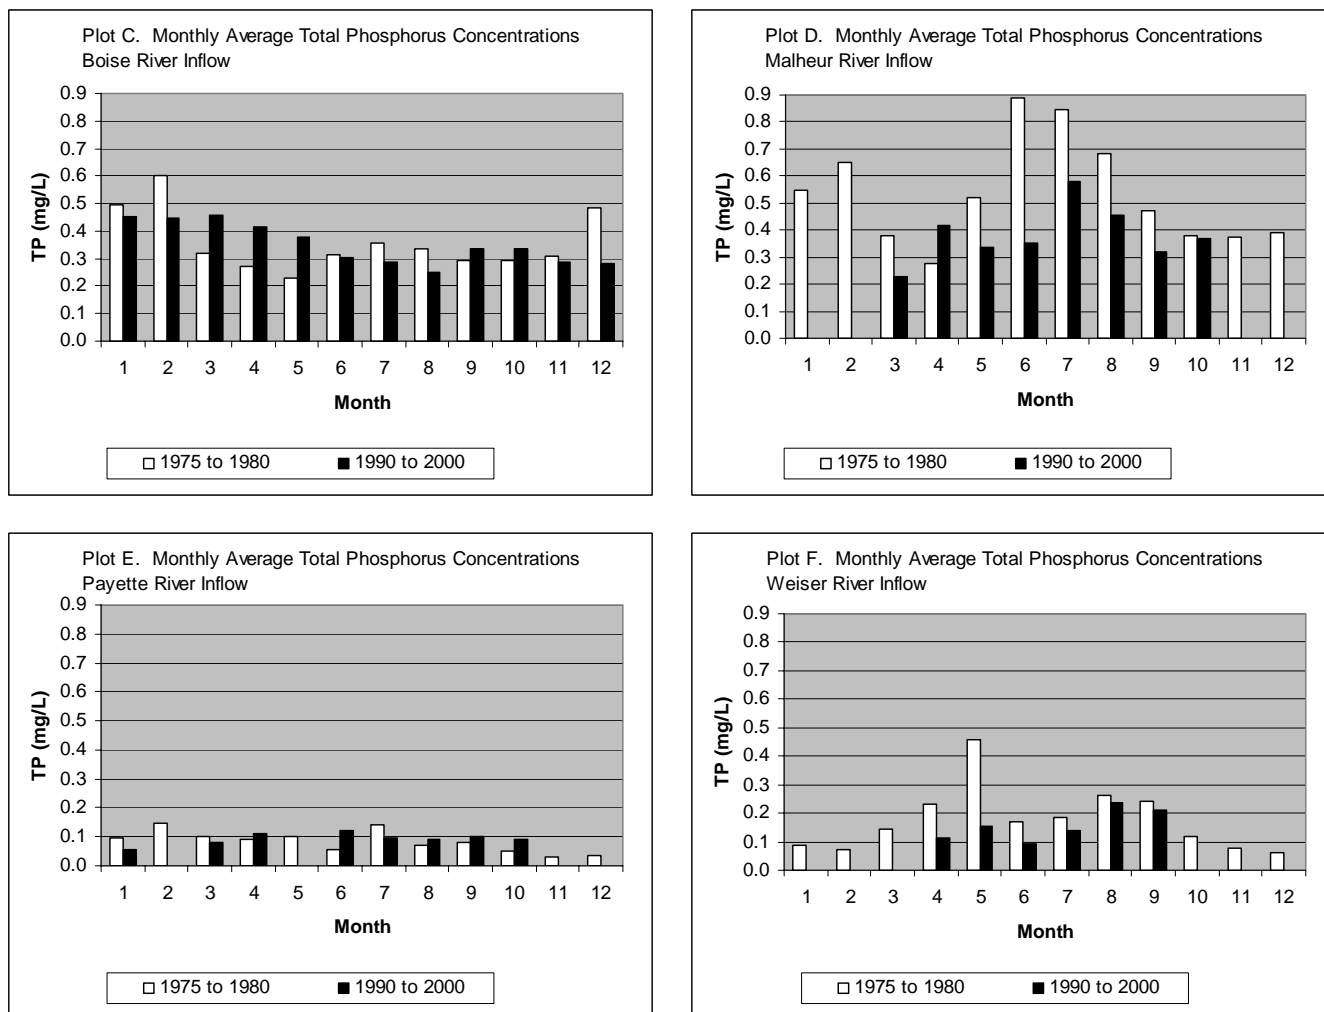 Plot C. Monthly Average Total Phosphorus Concentrations
Boise River Inflow
0.9
0.8
0.7
0.6
0.5
0.4
0.3
0.2
0.1
0.0
TP (mg/L)
1 2 3 4 5 6 7 8 9 10 11 12
Month
1975 to 1980 1990 to 2000
Plot D. Monthly Average Total Phosphorus Concentrations
Malheur River Inflow
0.9
0.8
0.7
0.6
0.5
0.4
0.3
0.2
0.1
0.0
TP (mg/L)
1 2 3 4 5 6 7 8 9 10 11 12
Month
1975 to 1980 1990 to 2000
Plot E. Monthly Average Total Phosphorus Concentrations
Payette River Inflow
0.9
0.8
0.7
0.6
0.5
0.4
0.3
0.2
0.1
0.0
TP (mg/L)
1 2 3 4 5 6 7 8 9 10 11 12
Month
1975 to 1980 1990 to 2000
Plot F. Monthly Average Total Phosphorus Concentrations
Weiser River Inflow
0.9
0.8
0.7
0.6
0.5
0.4
0.3
0.2
0.1
0.0
TP (mg/L)
1 2 3 4 5 6 7 8 9 10 11 12
Month
1975 to 1980 1990 to 2000